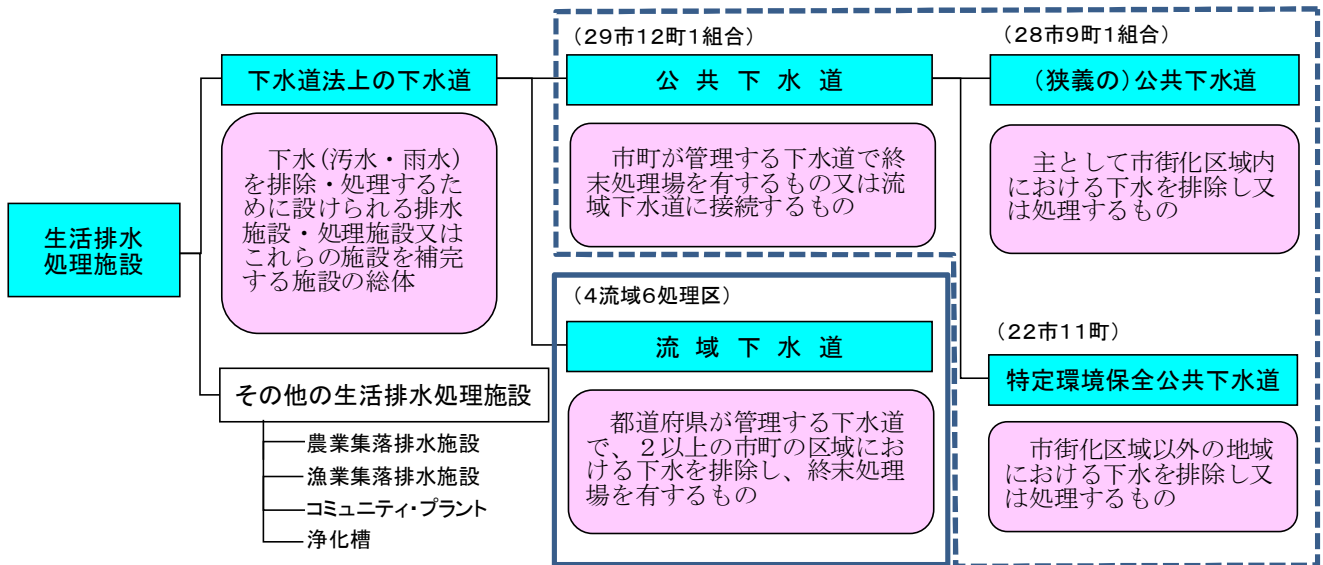 生活排水
処理施設
下水道法上の下水道
下水(汚水・雨水)
を排除・処理するた
めに設けられる排水
施設・処理施設又は
これらの施設を補完
する施設の総体
その他の生活排水処理施設
農業集落排水施設
漁業集落排水施設
コミュニティ・プラント
浄化槽
(29市12町1組合)
公共下水道
市町が管理する下水道で終
末処理場を有するもの又は流
域下水道に接続するもの
(4流域6処理区)
流域下水道
都道府県が管理する下水道
で、2以上の市町の区域にお
ける下水を排除し、終末処理
場を有するもの
(28市9町1組合)
(狭義の)公共下水道
主として市街化区域内
における下水を排除し又
は処理するもの
(22市11町)
特定環境保全公共下水道
市街化区域以外の地域
における下水を排除し又
は処理するもの